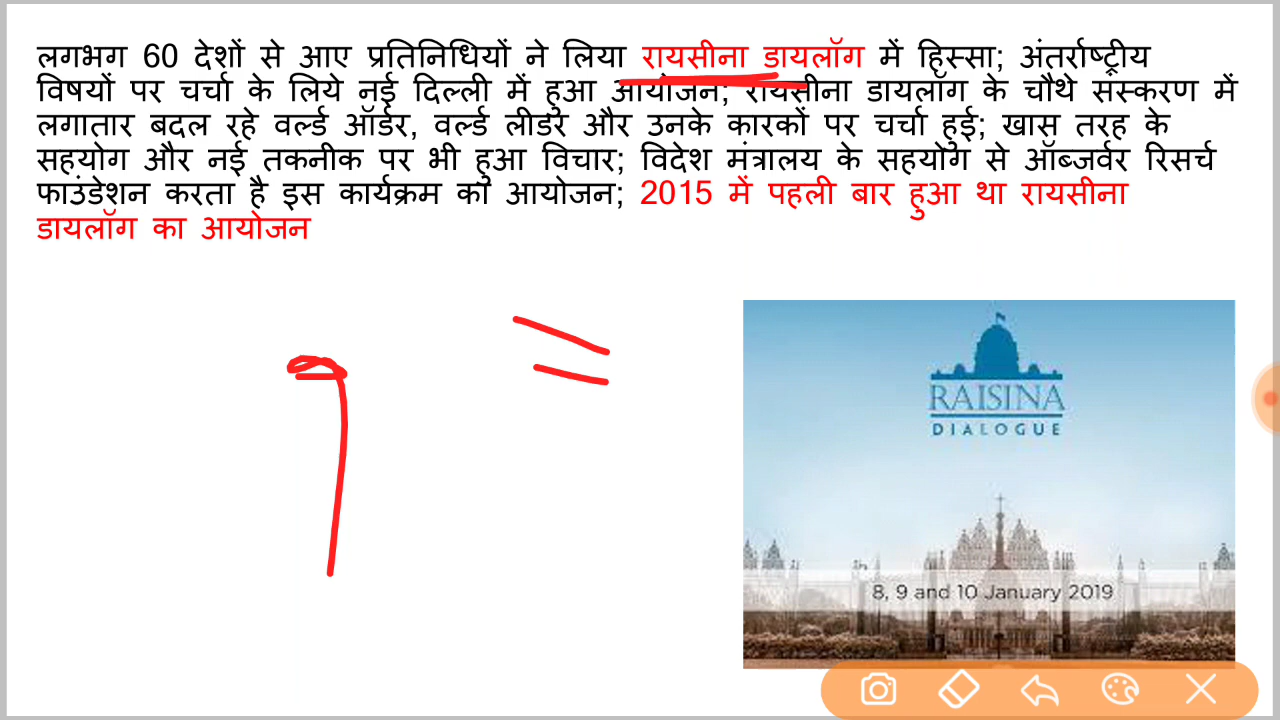 लगभग 60 देशों से आए प्रतिनिधियों ने लिया रायसीना डायलॉग में हिस्सा; अंतर्राष्ट्रीय
विषयों पर चर्चा के लिये नई दिल्ली में हुआ आयोजन; रायसीना डायलॉग के चौथे संस्करण में
लगातार बदल रहे वर्ल्ड ऑर्डर, वर्ल्ड लीडर और उनके कारकों पर चर्चा हुई; खास तरह के
सहयोग और नई तकनीक पर भी हुआ विचार; विदेश मंत्रालय के सहयोग से ऑब्जर्वर रिसर्च
फाउंडेशन करता है इस कार्यक्रम का आयोजन; 2015 में पहली बार हुआ था रायसीना
डायलॉग का आयोजन
RAISINA
DIALOGUE
8, 9 and 10 January 2019